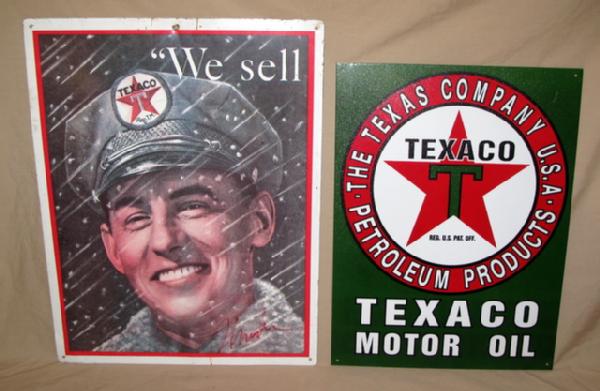 “We sell
TEXACO
T
THE TEXAS COMPANY U.S.A.
TEXACO
T
REG. U.S. PAT. OFF.
PETROLEUM PRODUCTS
TEXACO
MOTOR OIL